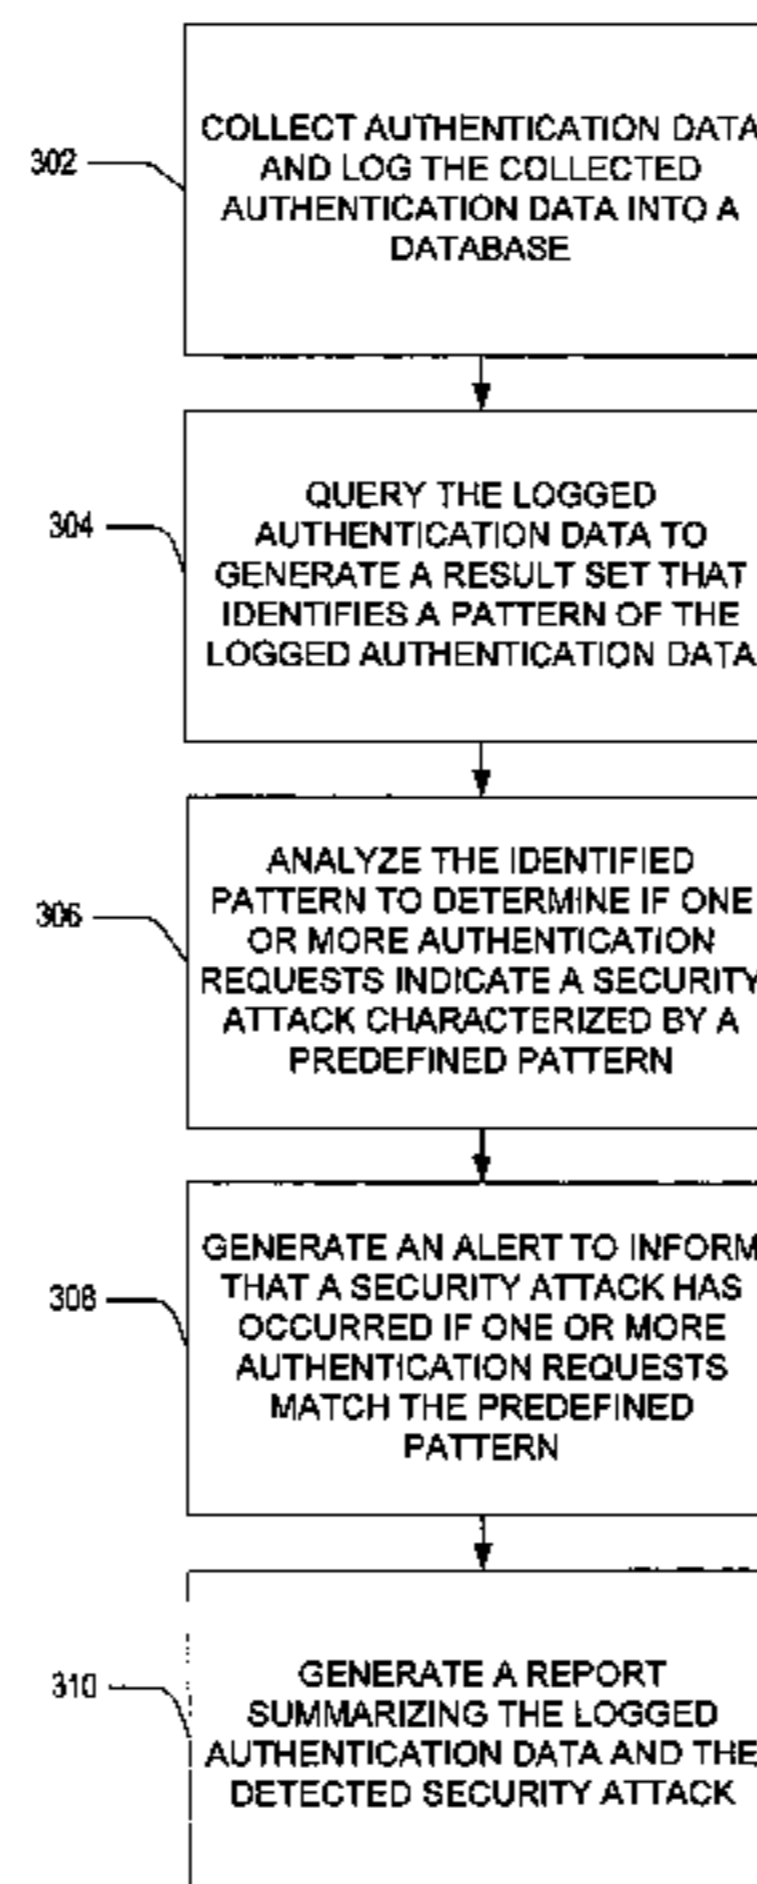 302
COLLECT AUTHENTICATION DATA
AND LOG THE COLLECTED
AUTHENTICATION DATA INTO A
DATABASE
304
QUERY THE LOGGED
AUTHENTICATION DATA TO
GENERATE A RESULT SET THAT
IDENTIFIES A PATTERN OF THE
LOGGED AUTHENTICATION DATA
306
ANALYZE THE IDENTIFIED
PATTERN TO DETERMINE IF ONE
OR MORE AUTHENTICATION
REQUESTS INDICATE A SECURITY
ATTACK CHARACTERIZED BY A
PREDEFINED PATTERN
308
GENERATE AN ALERT TO INFORM
THAT A SECURITY ATTACK HAS
OCCURRED IF ONE OR MORE
AUTHENTICATION REQUESTS
MATCH THE PREDEFINED
PATTERN
310
GENERATE A REPORT
SUMMARIZING THE LOGGED
AUTHENTICATION DATA AND THE
DETECTED SECURITY ATTACK